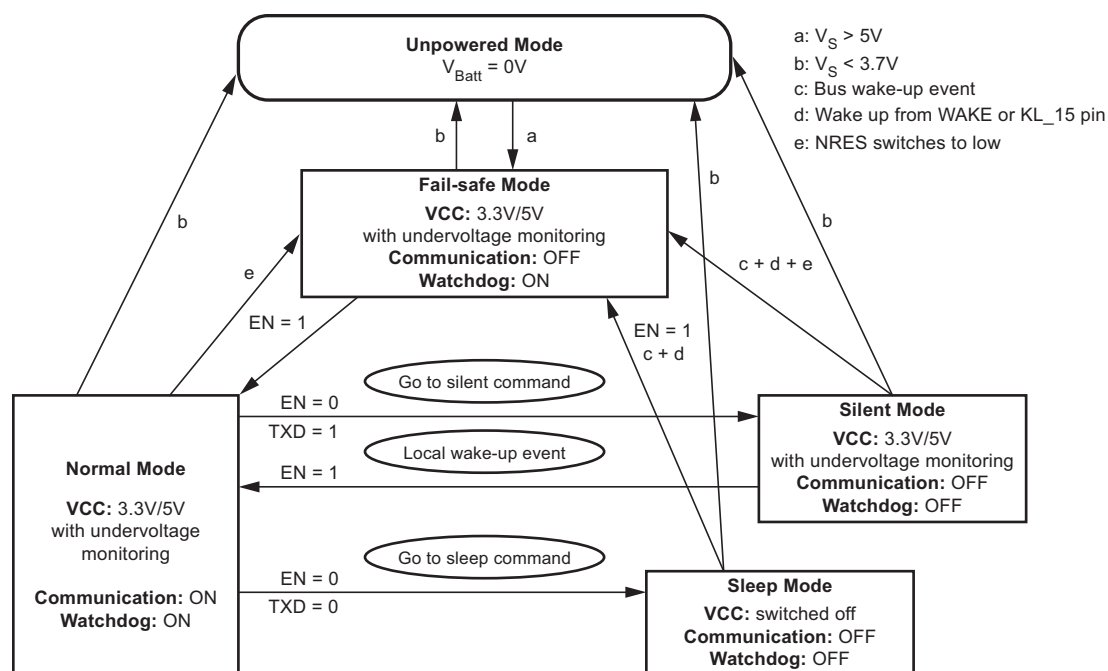 Unpowered Mode
V_Batt = 0V
a: V_S > 5V
b: V_S < 3.7V
c: Bus wake-up event
d: Wake up from WAKE or KL_15 pin
e: NRES switches to low
b
a
b
b
b
Fail-safe Mode
VCC: 3.3V/5V
with undervoltage monitoring
Communication: OFF
Watchdog: ON
e
c + d + e
EN = 1
EN = 1
c + d
Go to silent command
EN = 0
TXD = 1
Local wake-up event
EN = 1
Silent Mode
VCC: 3.3V/5V
with undervoltage monitoring
Communication: OFF
Watchdog: OFF
Normal Mode
VCC: 3.3V/5V
with undervoltage
monitoring
Communication: ON
Watchdog: ON
Go to sleep command
EN = 0
TXD = 0
Sleep Mode
VCC: switched off
Communication: OFF
Watchdog: OFF